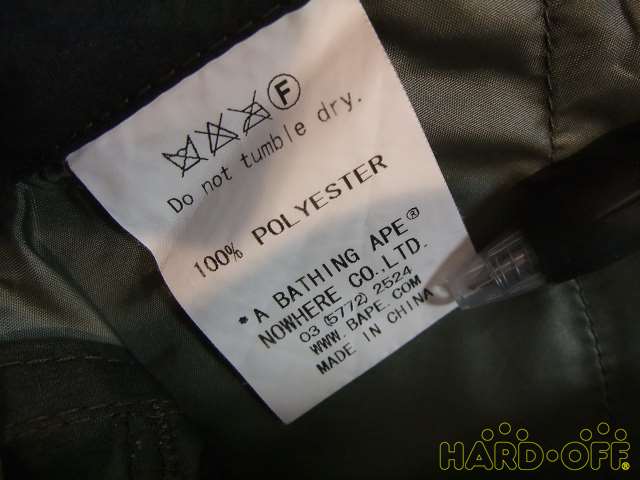 F
Do not tumble dry.
100% POLYESTER
*A BATHING APE®
NOWHERE CO.,LTD.
03 (5772) 2524
WWW.BAPE.COM
MADE IN CHINA
HARD·OFF®